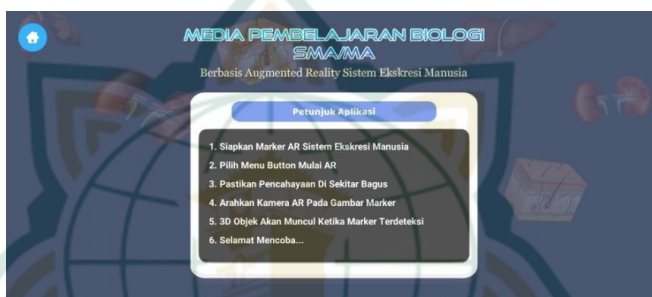 MEDIA PEMBELAJARAN BIOLOGI
SMA/MA
Berbasis Augmented Reality Sistem Ekskresi Manusia
Petunjuk Aplikasi
1. Siapkan Marker AR Sistem Ekskresi Manusia
2. Pilih Menu Button Mulai AR
3. Pastikan Pencahayaan Di Sekitar Bagus
4. Arahkan Kamera AR Pada Gambar Marker
5. 3D Objek Akan Muncul Ketika Marker Terdeteksi
6. Selamat Mencoba...